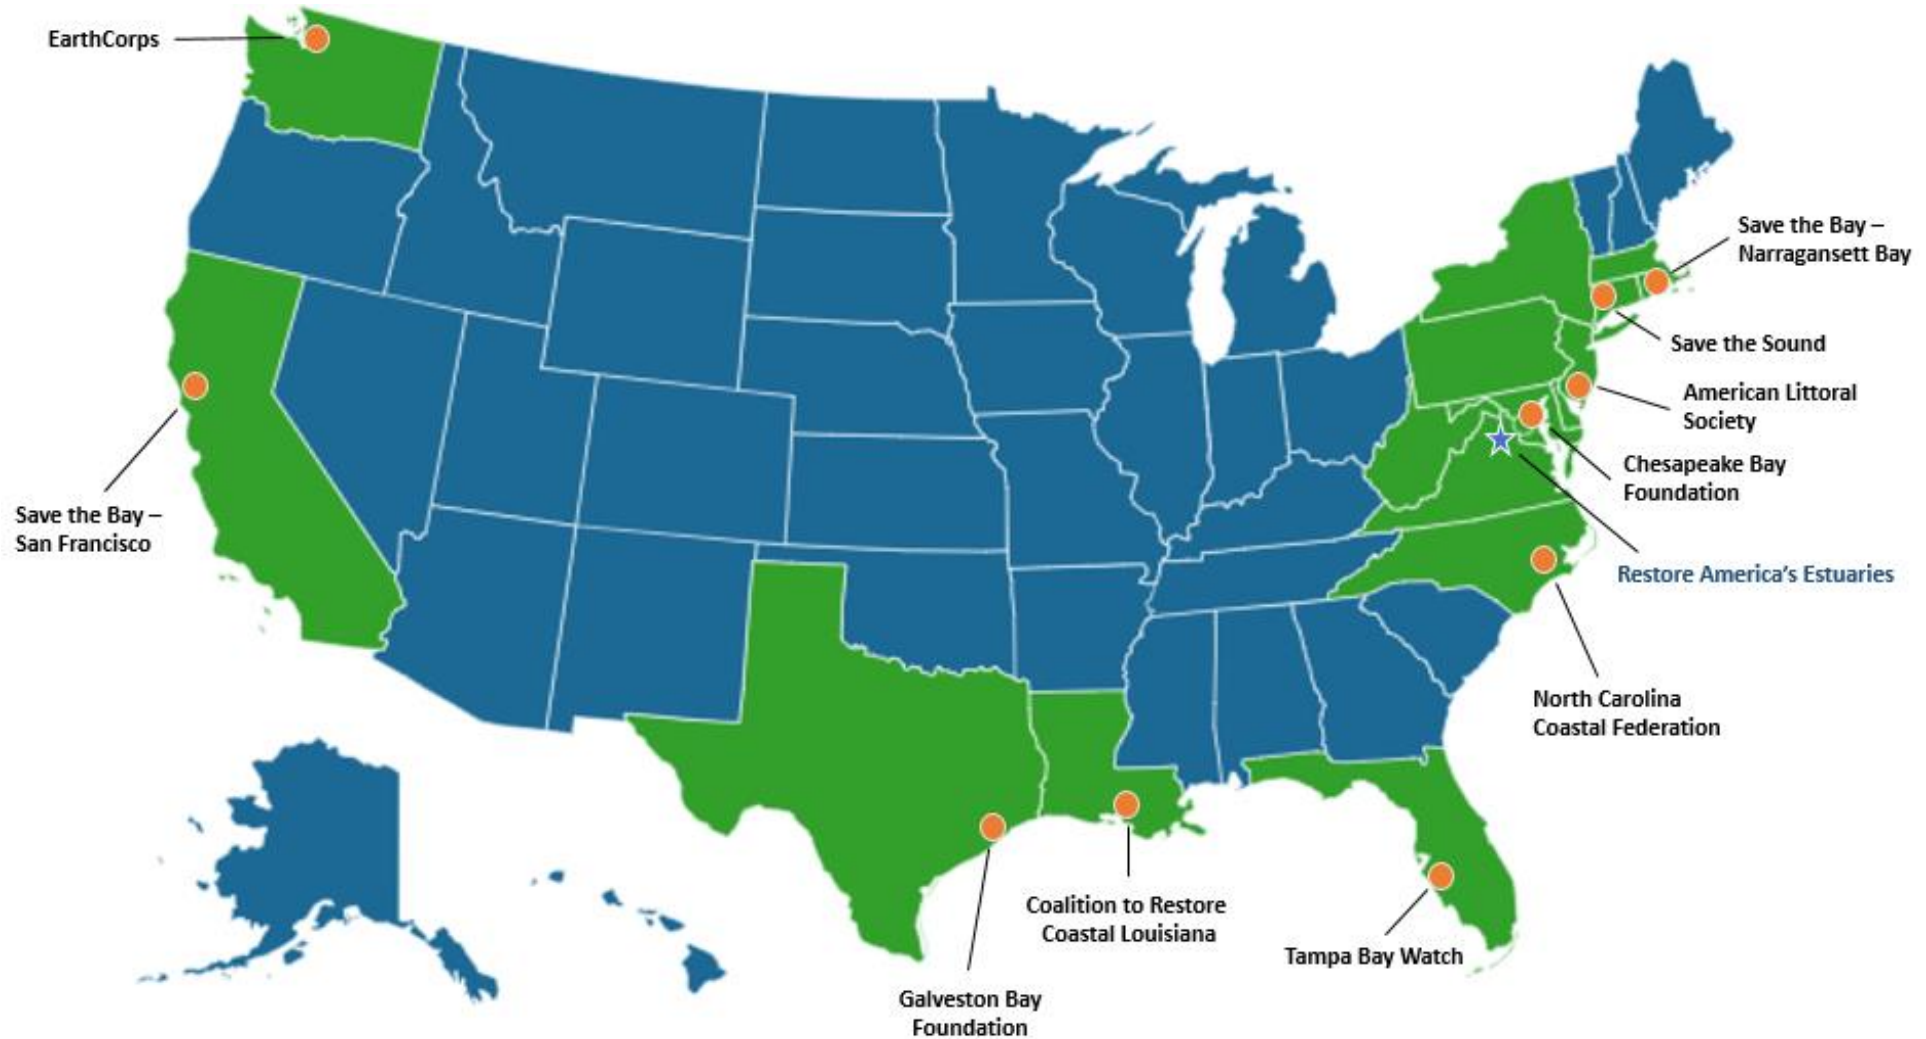 EarthCorps
Save the Bay –
Narragansett Bay
Save the Sound
American Littoral
Society
Chesapeake Bay
Foundation
Save the Bay –
San Francisco
Restore America's Estuaries
North Carolina
Coastal Federation
Coalition to Restore
Coastal Louisiana
Tampa Bay Watch
Galveston Bay
Foundation